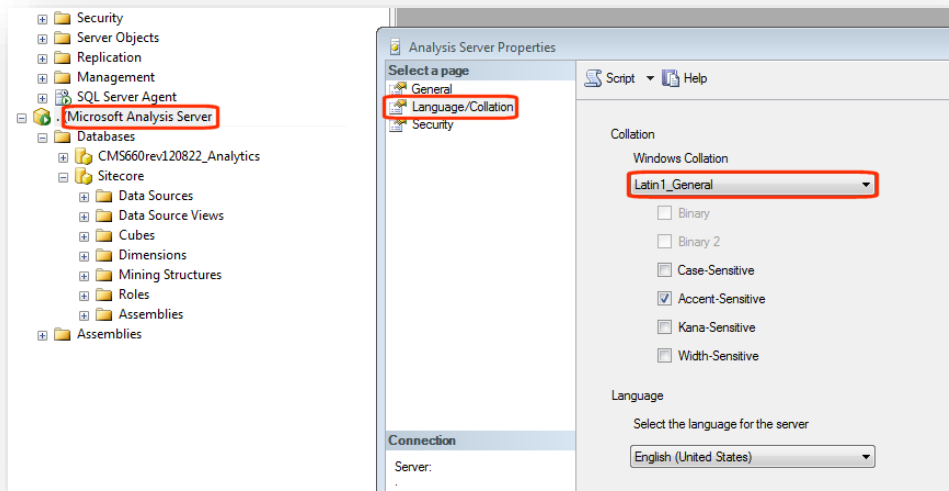 Security
Server Objects
Replication
Management
SQL Server Agent
. (Microsoft Analysis Server
Databases
CMS660rev120822_Analytics
Sitecore
Data Sources
Data Source Views
Cubes
Dimensions
Mining Structures
Roles
Assemblies
Assemblies
Analysis Server Properties
Select a page
General
Language/Collation
Security
Connection
Server:
.
Script Help
Collation
Windows Collation
Latin1_General
Binary
Binary 2
Case-Sensitive
Accent-Sensitive
Kana-Sensitive
Width-Sensitive
Language
Select the language for the server
English (United States)